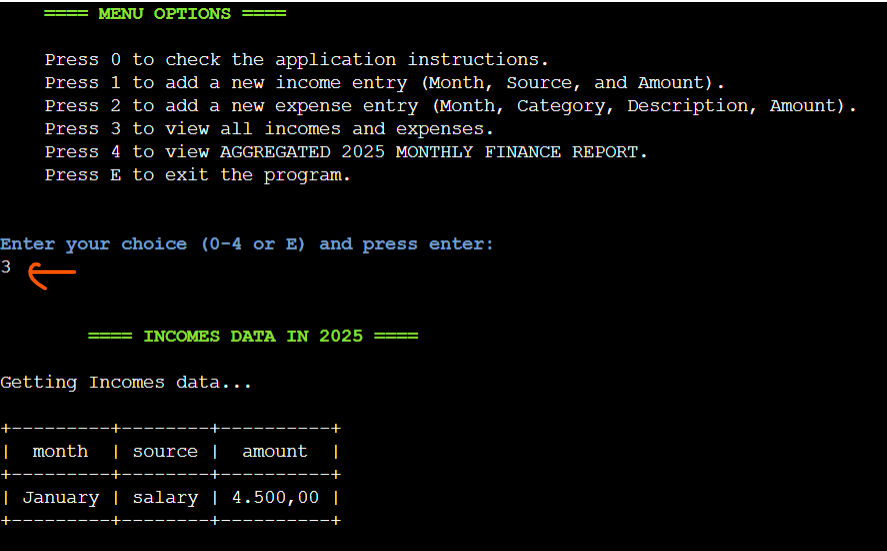 ==== MENU OPTIONS ====
Press 0 to check the application instructions.
Press 1 to add a new income entry (Month, Source, and Amount).
Press 2 to add a new expense entry (Month, Category, Description, Amount).
Press 3 to view all incomes and expenses.
Press 4 to view AGGREGATED 2025 MONTHLY FINANCE REPORT.
Press E to exit the program.
Enter your choice (0-4 or E) and press enter:
3
==== INCOMES DATA IN 2025 ====
Getting Incomes data...
+---------+--------+----------+
| month | source | amount |
+---------+--------+----------+
| January | salary | 4.500,00 |
+---------+--------+----------+